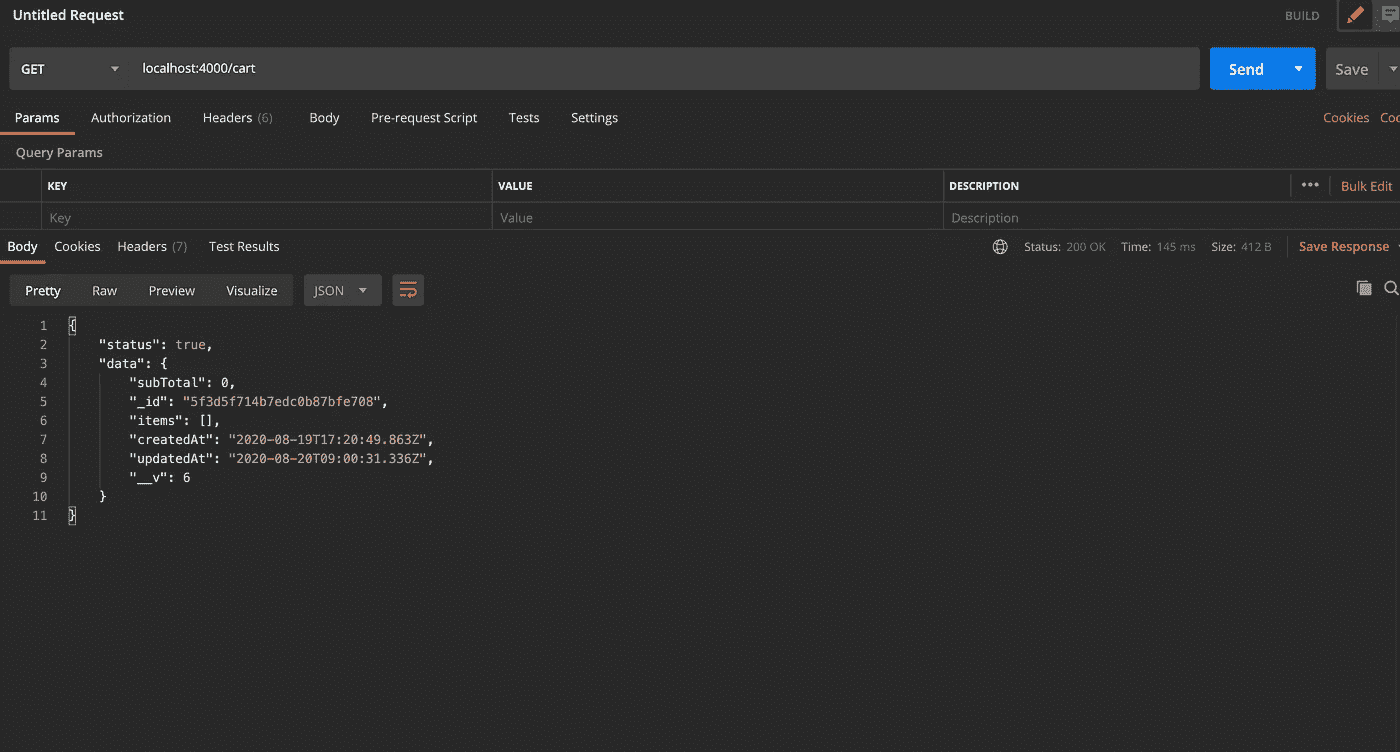 Untitled Request
BUILD
GET
localhost:4000/cart
Send
Save
Params
Authorization
Headers (6)
Body
Pre-request Script
Tests
Settings
Cookies
Query Params
KEY
VALUE
DESCRIPTION
•••
Bulk Edit
Key
Value
Description
Body
Cookies
Headers (7)
Test Results
Status: 200 OK
Time: 145 ms
Size: 412 B
Save Response
Pretty
Raw
Preview
Visualize
JSON
1 {
2 "status": true,
3 "data": {
4 "subTotal": 0,
5 "_id": "5f3d5f714b7edc0b87bfe708",
6 "items": [],
7 "createdAt": "2020-08-19T17:20:49.863Z",
8 "updatedAt": "2020-08-20T09:00:31.336Z",
9 "__v": 6
10 }
11 }